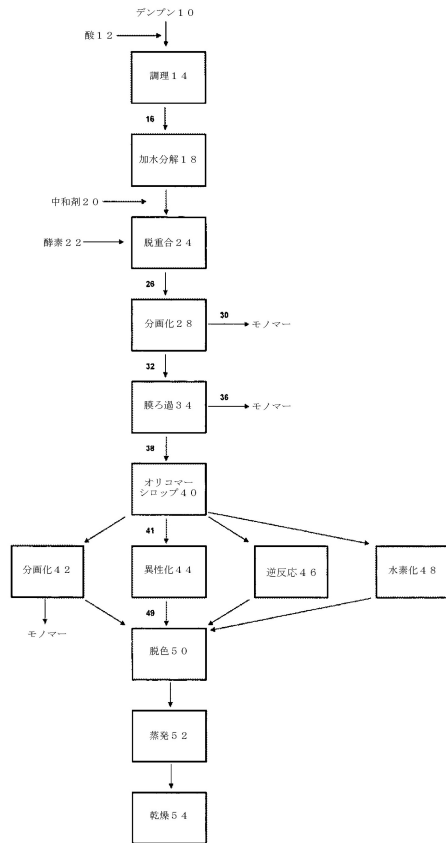 デンプン１０
酸１２
調理１４
16
加水分解１８
中和剤２０
酵素２２
脱重合２４
26
分画化２８
30
モノマー
32
膜ろ過３４
36
モノマー
38
オリコマー
シロップ４０
41
分画化４２
異性化４４
逆反応４６
水素化４８
49
モノマー
脱色５０
蒸発５２
乾燥５４